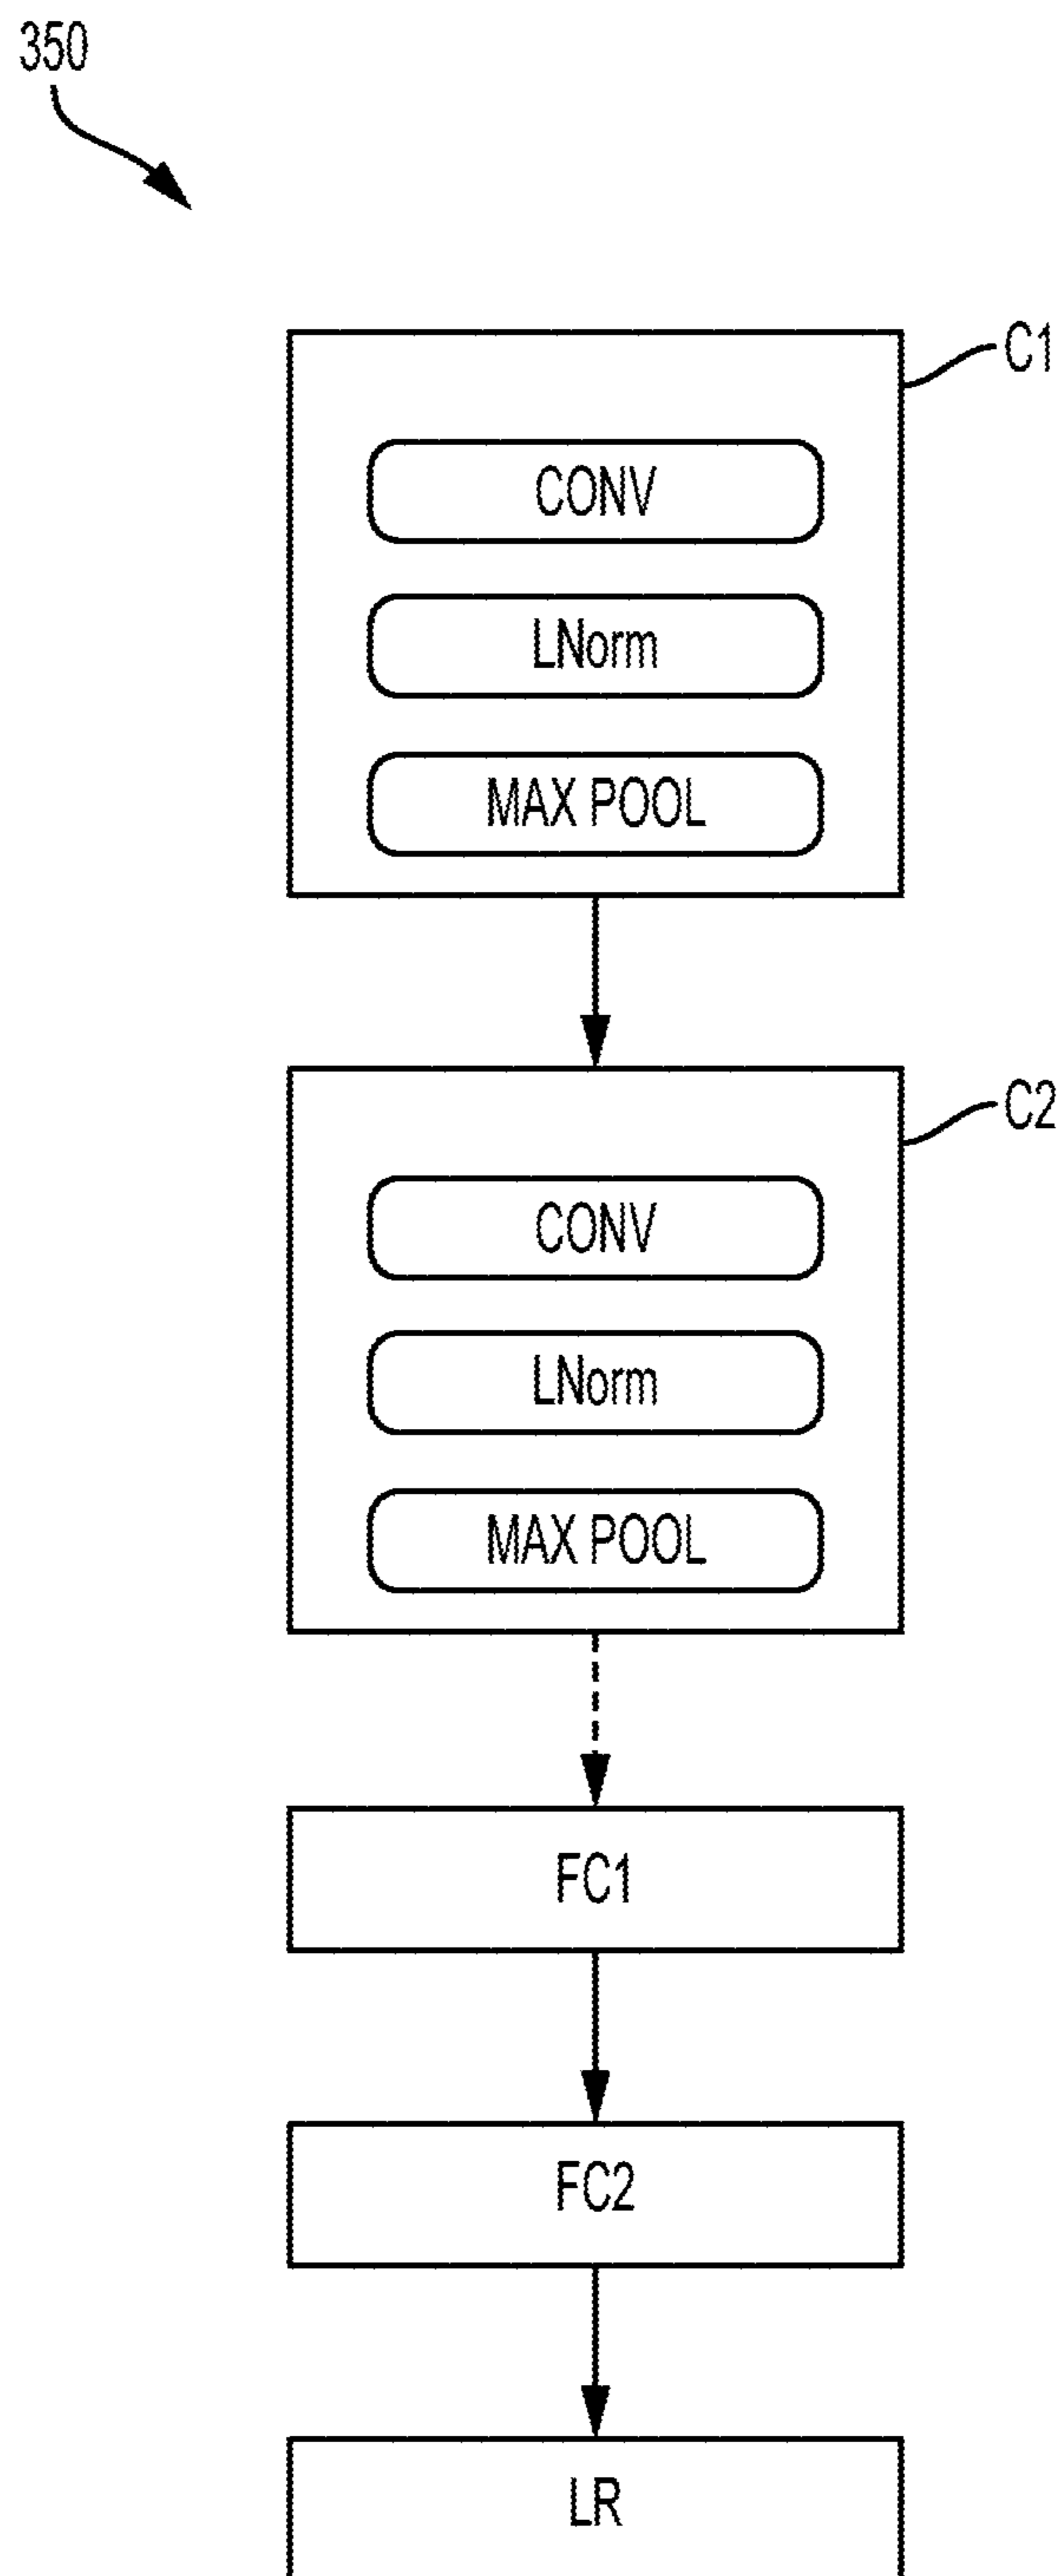 350
C1
CONV
LNorm
MAX POOL
C2
CONV
LNorm
MAX POOL
FC1
FC2
LR